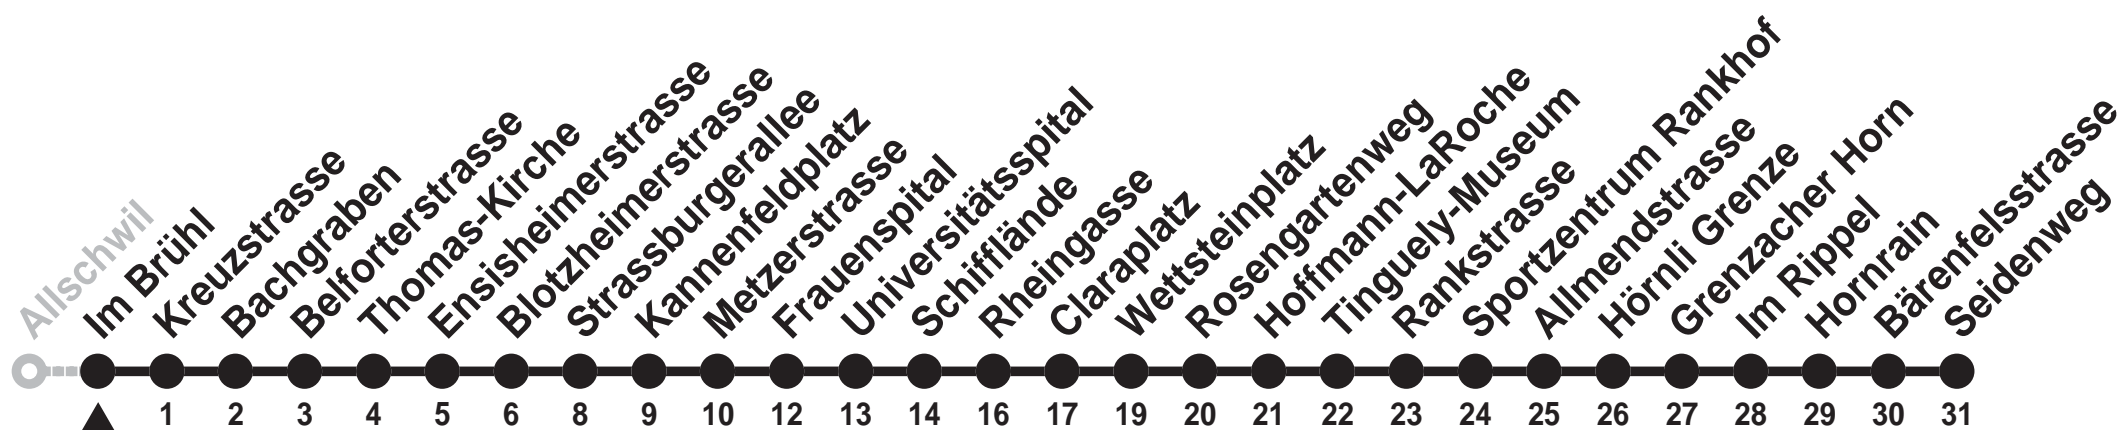 Allschwil
Im Brühl
Kreuzstrasse
Bachgraben
Belforterstrasse
Thomas-Kirche
Ensisheimerstrasse
Blotzheimerstrasse
Strassburgerallee
Kannenfeldplatz
Metzerstrasse
Frauenspital
Universitätsspital
Schifflände
Rheingasse
Claraplatz
Wettsteinplatz
Rosengartenweg
Hoffmann-LaRoche
Tinguely-Museum
Rankstrasse
Sportzentrum Rankhof
Allmendstrasse
Hörnli Grenze
Grenzacher Horn
Im Rippel
Hornrain
Bärenfelsstrasse
Seidenweg
1 2 3 4 5 6 8 9 10 12 13 14 16 17 19 20 21 22 23 24 25 26 27 28 29 30 31